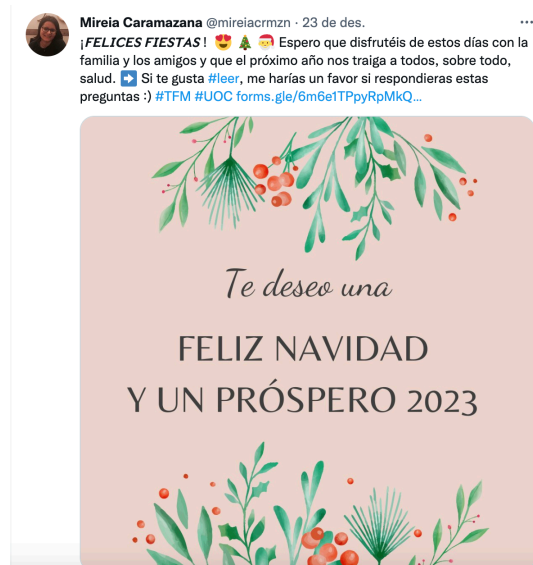 Mireia Caramazana @mireiacrmzn · 23 de des.
¡FELICES FIESTAS! 😍 🎄 🎅 Espero que disfrutéis de estos días con la
familia y los amigos y que el próximo año nos traiga a todos, sobre todo,
salud. ➡️ Si te gusta #leer, me harías un favor si respondieras estas
preguntas :) #TFM #UOC forms.gle/6m6e1TPpyRpMkQ...
Te deseo una
FELIZ NAVIDAD
Y UN PRÓSPERO 2023